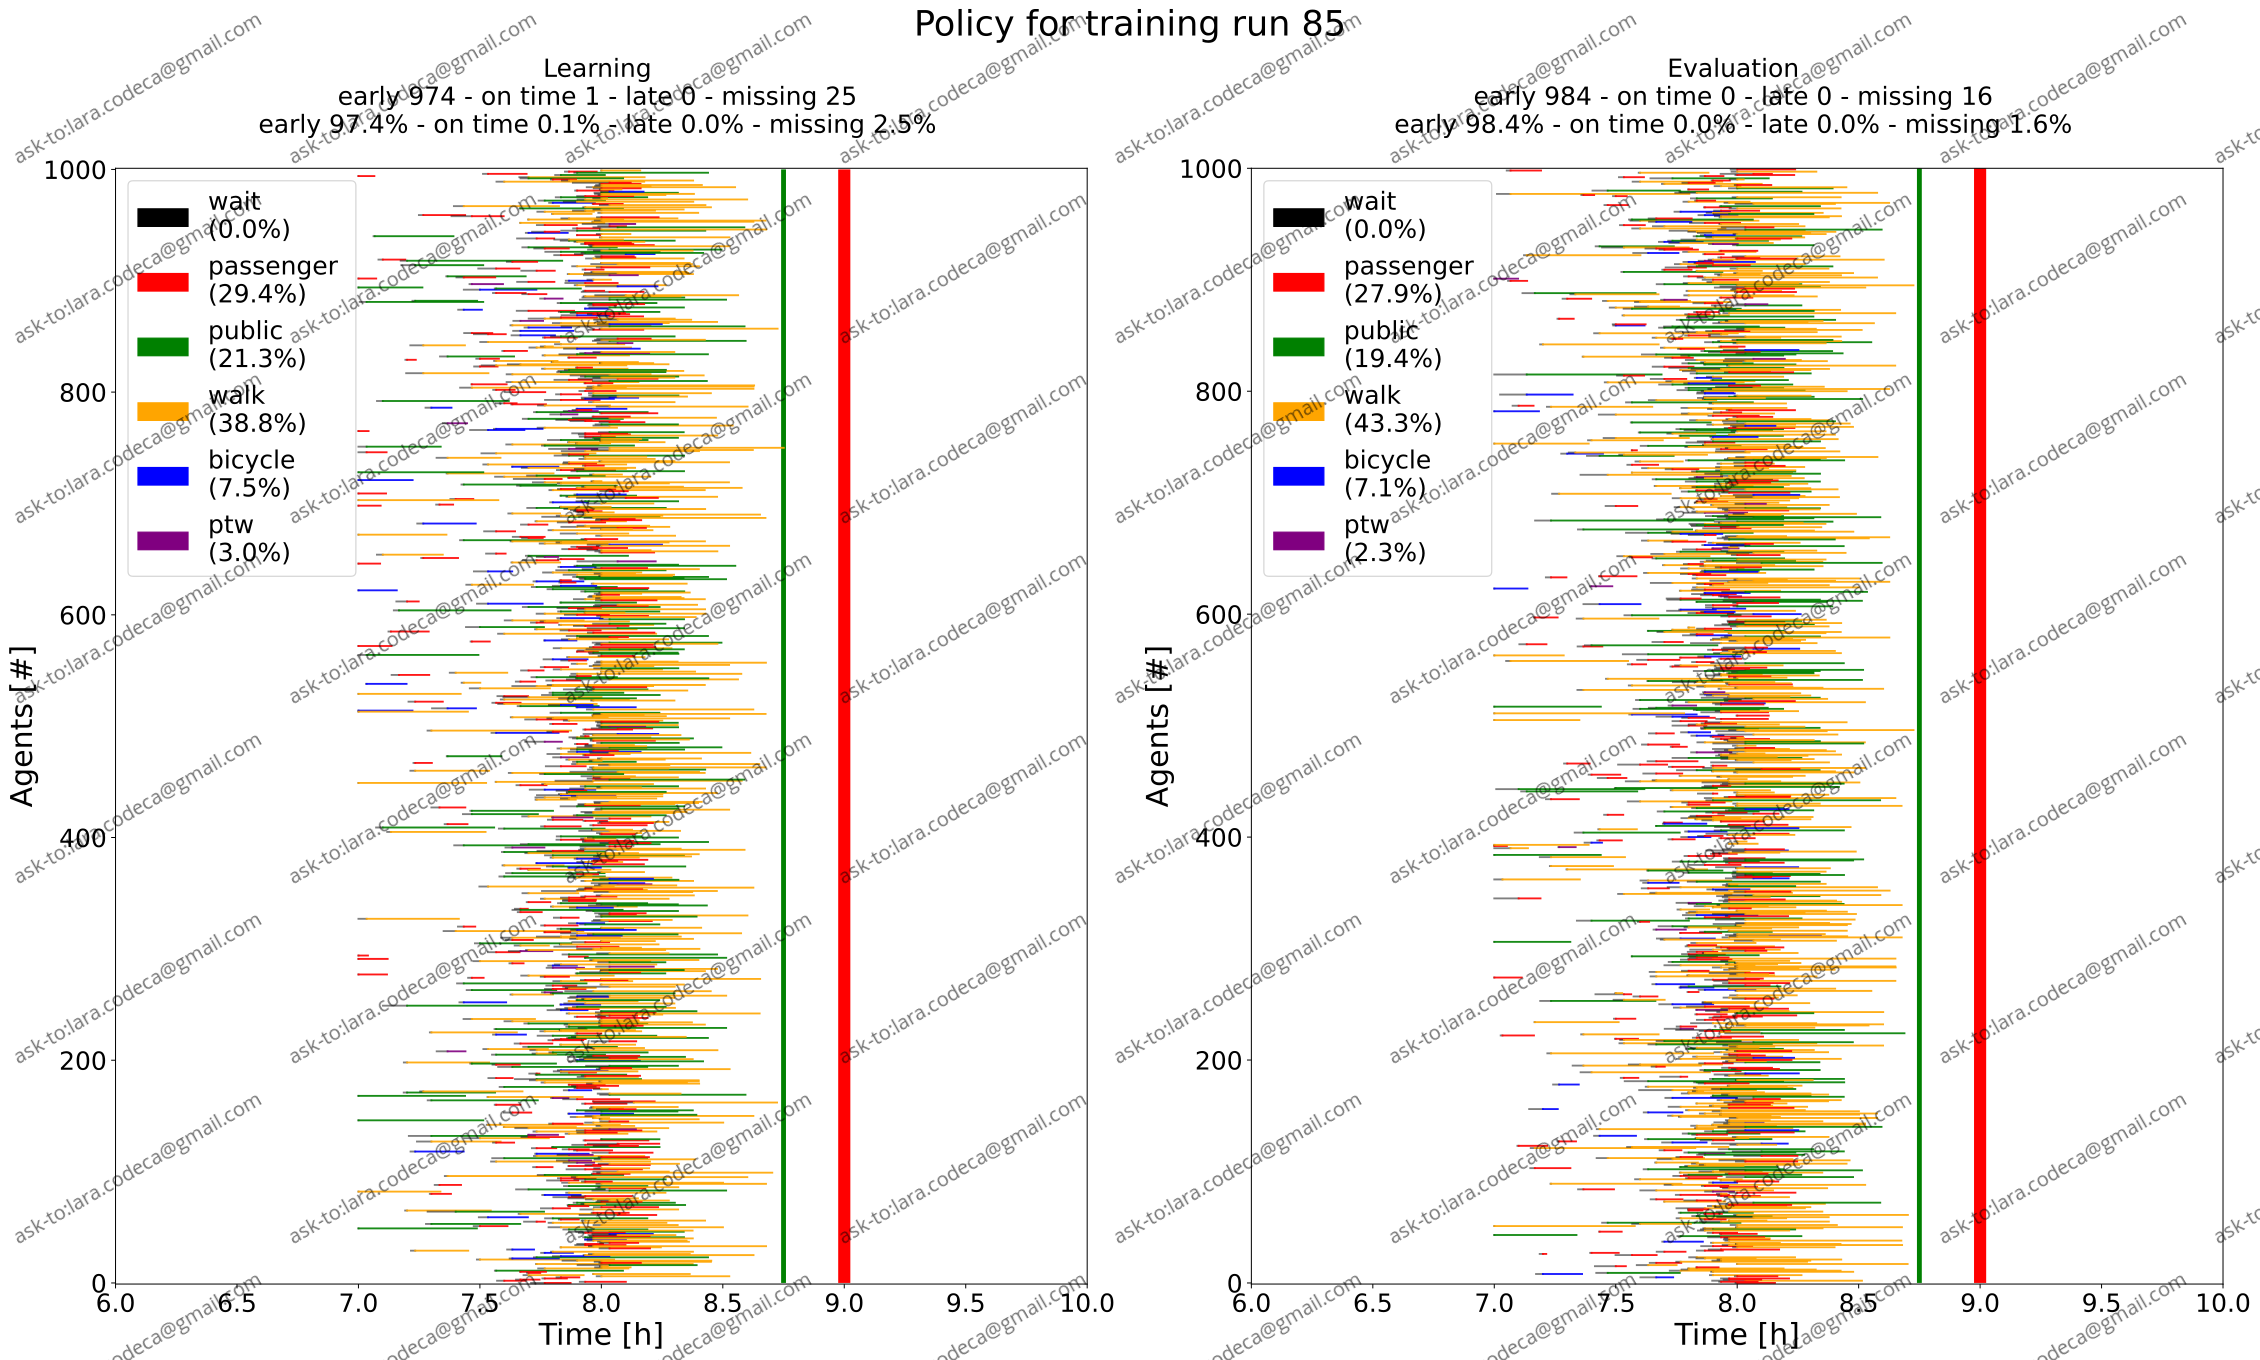 Policy for training run 85
Learning
early 974 - on time 1 - late 0 - missing 25
early 97.4% - on time 0.1% - late 0.0% - missing 2.5%
1000
800
600
400
200
0
Agents [#]
wait
(0.0%)
passenger
(29.4%)
public
(21.3%)
walk
(38.8%)
bicycle
(7.5%)
ptw
(3.0%)
6.0 6.5 7.0 7.5 8.0 8.5 9.0 9.5 10.0
Time [h]
Evaluation
early 984 - on time 0 - late 0 - missing 16
early 98.4% - on time 0.0% - late 0.0% - missing 1.6%
1000
800
600
400
200
0
Agents [#]
wait
(0.0%)
passenger
(27.9%)
public
(19.4%)
walk
(43.3%)
bicycle
(7.1%)
ptw
(2.3%)
6.0 6.5 7.0 7.5 8.0 8.5 9.0 9.5 10.0
Time [h]
ask-to:lara.codeca@gmail.com